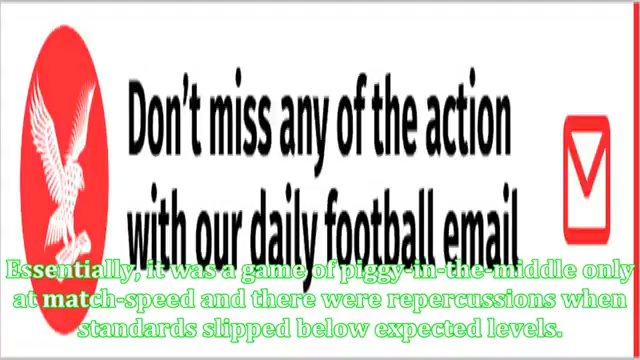 Don't miss any of the action
with our daily football email
Essentially, it was a game of piggy-in-the-middle only
at match-speed and there were repercussions when
standards slipped below expected levels.